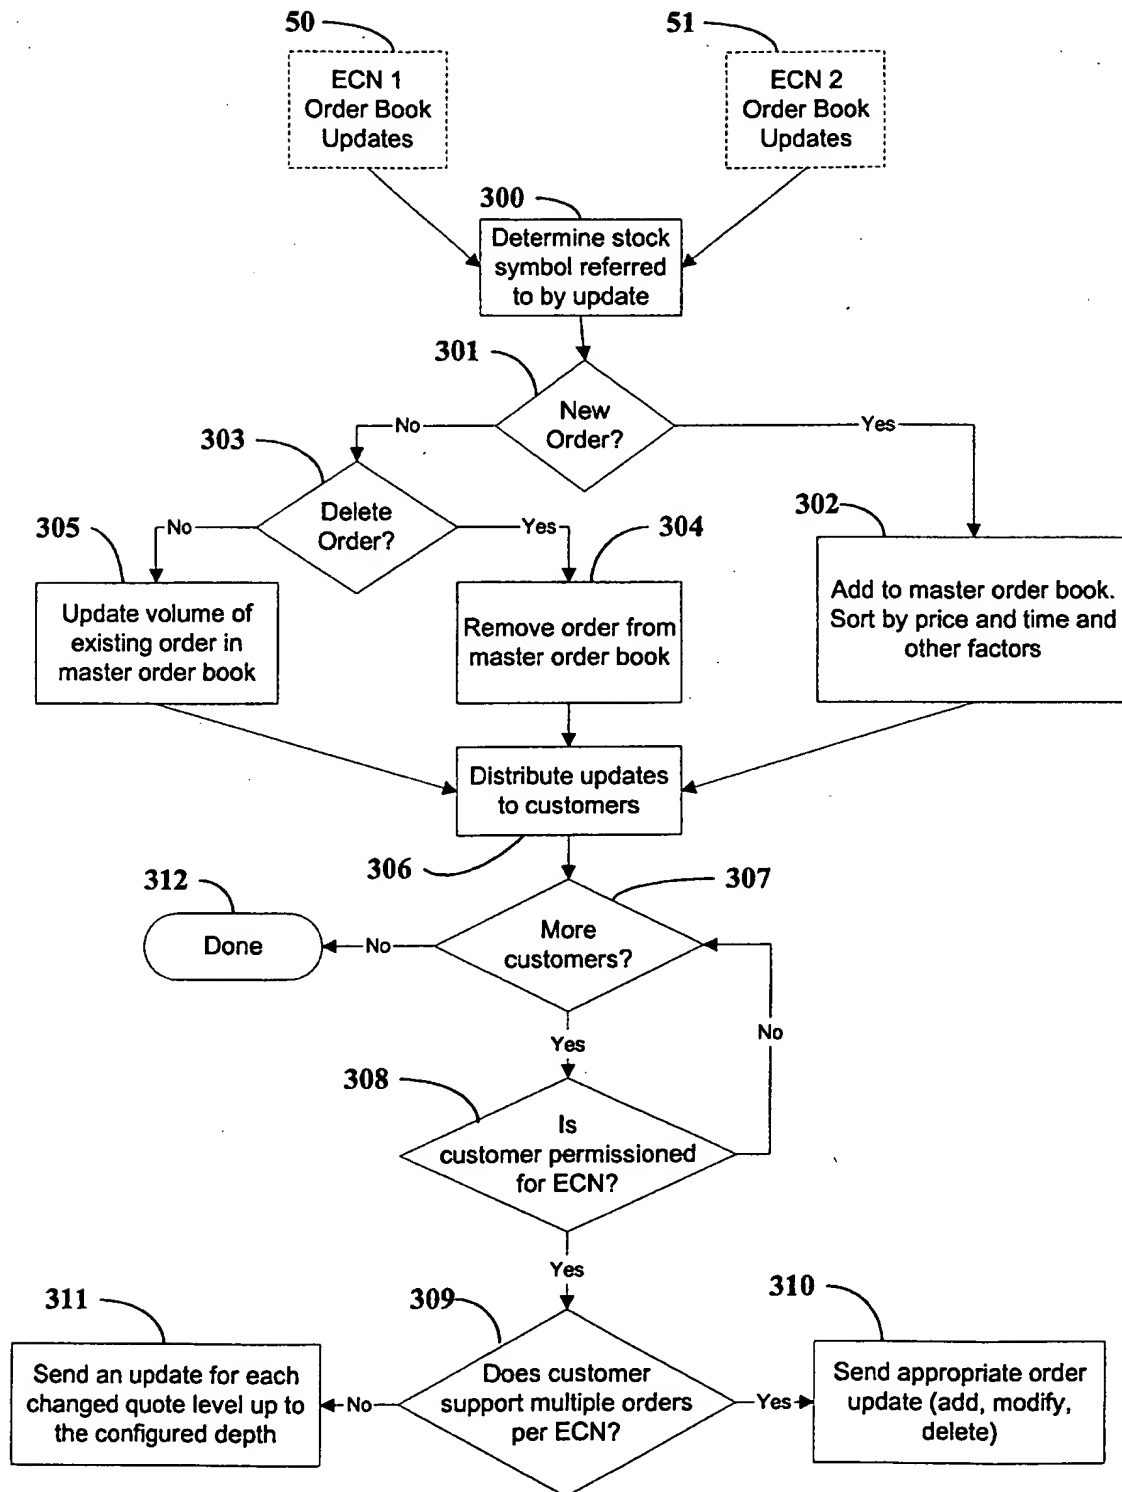 50
51
ECN 1
Order Book
Updates
ECN 2
Order Book
Updates
300
Determine stock
symbol referred
to by update
301
New
Order?
No
Yes
303
Delete
Order?
No
Yes
305
304
302
Update volume of
existing order in
master order book
Remove order from
master order book
Add to master order book.
Sort by price and time and
other factors
Distribute updates
to customers
306
307
312
Done
No
More
customers?
Yes
No
308
Is
customer permissioned
for ECN?
Yes
311
309
310
Send an update for each
changed quote level up to
the configured depth
No
Does customer
support multiple orders
per ECN?
Yes
Send appropriate order
update (add, modify,
delete)